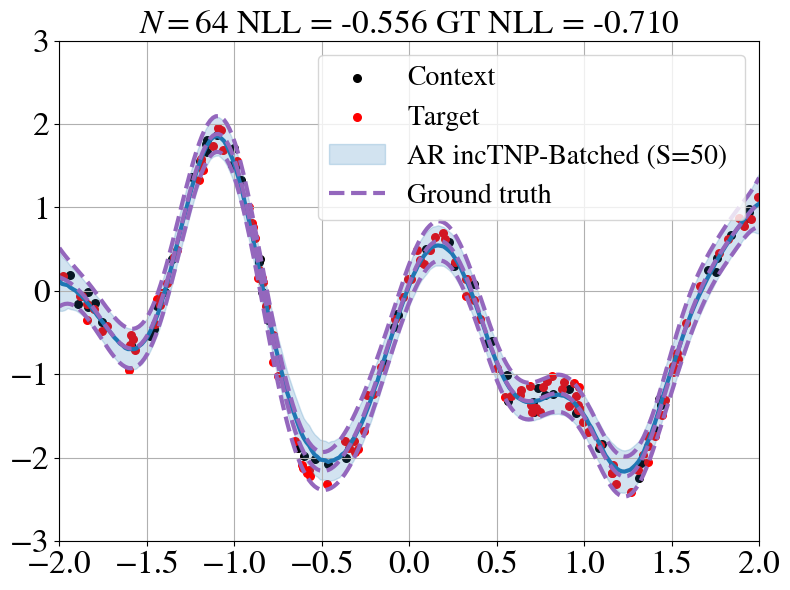 N = 64 NLL = -0.556 GT NLL = -0.710
3
2
1
0
−1
−2
−3
Context
Target
AR incTNP-Batched (S=50)
Ground truth
−2.0 −1.5 −1.0 −0.5 0.0 0.5 1.0 1.5 2.0